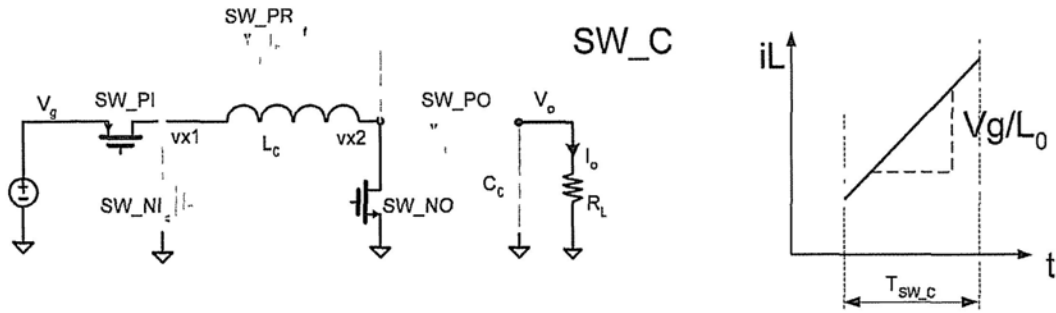 SW_PR
SW_C
iL
V_g
SW_PI
SW_PO
V_o
vx1
L_C
vx2
Vg/L_0
I_o
C_C
R_L
SW_NI
SW_NO
t
T_SW_C